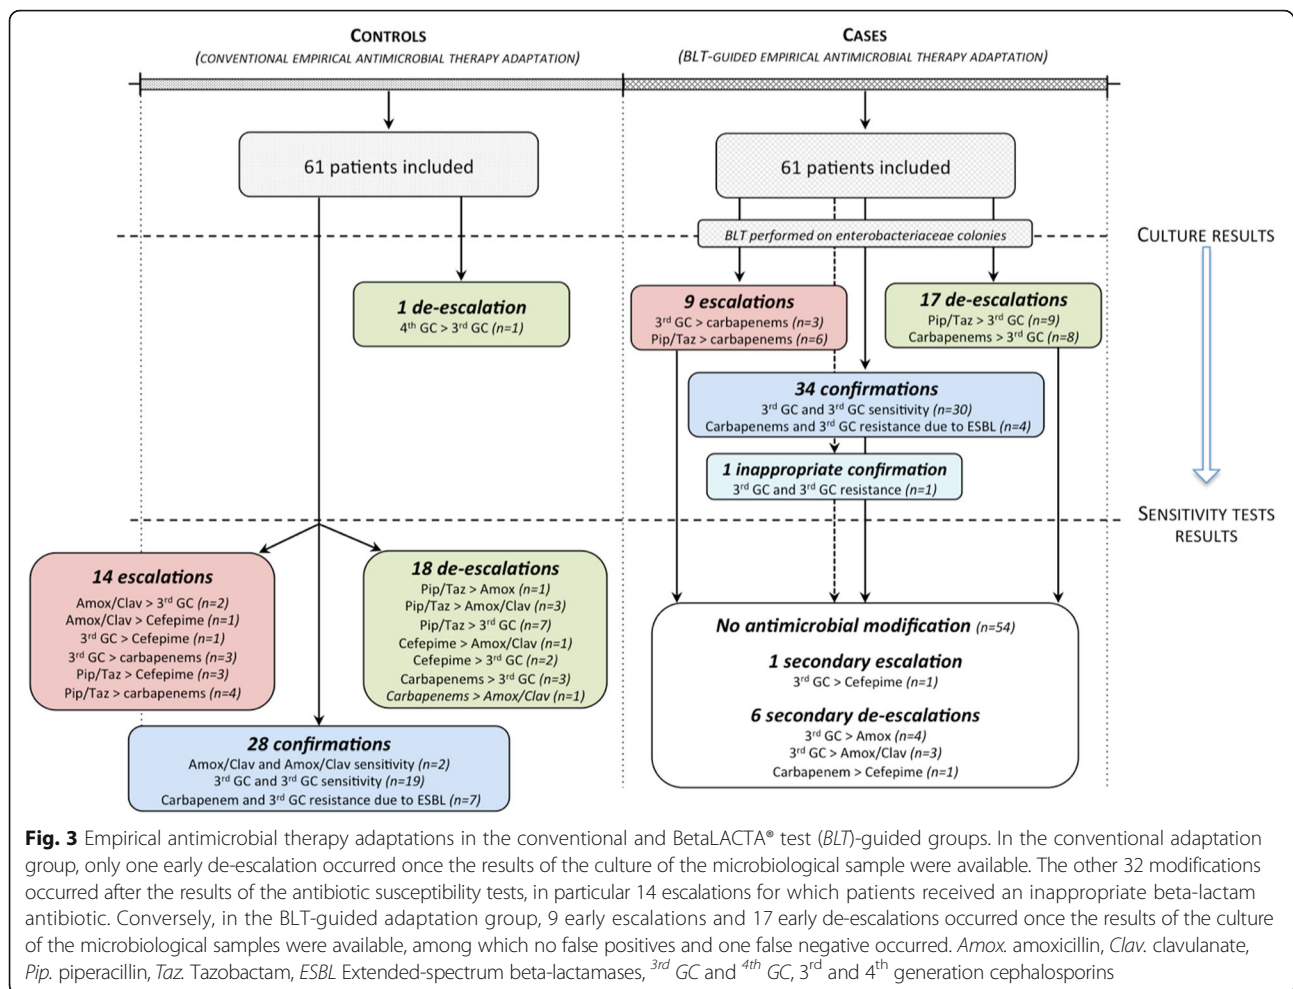 CONTROLS
(CONVENTIONAL EMPIRICAL ANTIMICROBIAL THERAPY ADAPTATION)
CASES
(BLT-GUIDED EMPIRICAL ANTIMICROBIAL THERAPY ADAPTATION)
61 patients included
61 patients included
BLT performed on enterobacteriaceae colonies
CULTURE RESULTS
1 de-escalation
4th GC > 3rd GC (n=1)
9 escalations
3rd GC > carbapenems (n=3)
Pip/Taz > carbapenems (n=6)
17 de-escalations
Pip/Taz > 3rd GC (n=9)
Carbapenems > 3rd GC (n=8)
34 confirmations
3rd GC and 3rd GC sensitivity (n=30)
Carbapenems and 3rd GC resistance due to ESBL (n=4)
1 inappropriate confirmation
3rd GC and 3rd GC resistance (n=1)
SENSITIVITY TESTS
RESULTS
14 escalations
Amox/Clav > 3rd GC (n=2)
Amox/Clav > Cefepime (n=1)
3rd GC > Cefepime (n=1)
3rd GC > carbapenems (n=3)
Pip/Taz > Cefepime (n=3)
Pip/Taz > carbapenems (n=4)
18 de-escalations
Pip/Taz > Amox (n=1)
Pip/Taz > Amox/Clav (n=3)
Pip/Taz > 3rd GC (n=7)
Cefepime > Amox/Clav (n=1)
Cefepime > 3rd GC (n=2)
Carbapenems > 3rd GC (n=3)
Carbapenems > Amox/Clav (n=1)
28 confirmations
Amox/Clav and Amox/Clav sensitivity (n=2)
3rd GC and 3rd GC sensitivity (n=19)
Carbapenem and 3rd GC resistance due to ESBL (n=7)
No antimicrobial modification (n=54)
1 secondary escalation
3rd GC > Cefepime (n=1)
6 secondary de-escalations
3rd GC > Amox (n=4)
3rd GC > Amox/Clav (n=3)
Carbapenem > Cefepime (n=1)
Fig. 3 Empirical antimicrobial therapy adaptations in the conventional and BetaLACTA® test (BLT)-guided groups. In the conventional adaptation
group, only one early de-escalation occurred once the results of the culture of the microbiological sample were available. The other 32 modifications
occurred after the results of the antibiotic susceptibility tests, in particular 14 escalations for which patients received an inappropriate beta-lactam
antibiotic. Conversely, in the BLT-guided adaptation group, 9 early escalations and 17 early de-escalations occurred once the results of the culture
of the microbiological samples were available, among which no false positives and one false negative occurred. Amox. amoxicillin, Clav. clavulanate,
Pip. piperacillin, Taz. Tazobactam, ESBL Extended-spectrum beta-lactamases, 3rd GC and 4th GC, 3rd and 4th generation cephalosporins